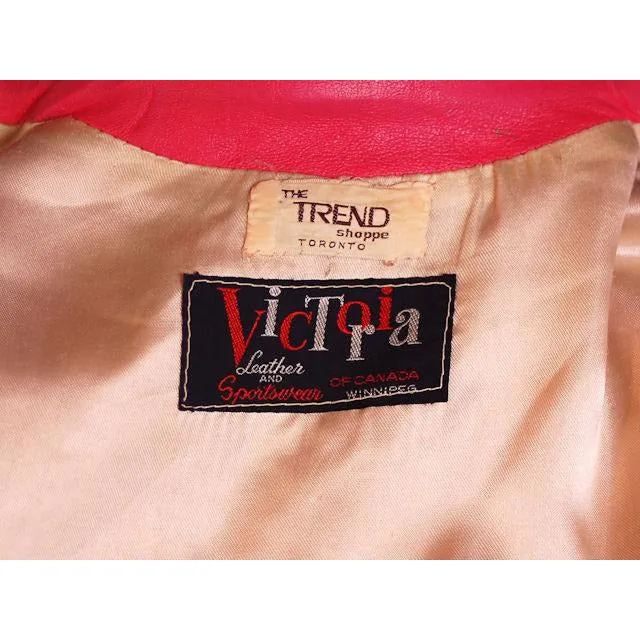 THE
TREND
shoppe
TORONTO
VicToria
Leather
AND
Sportswear OF CANADA
WINNIPEG